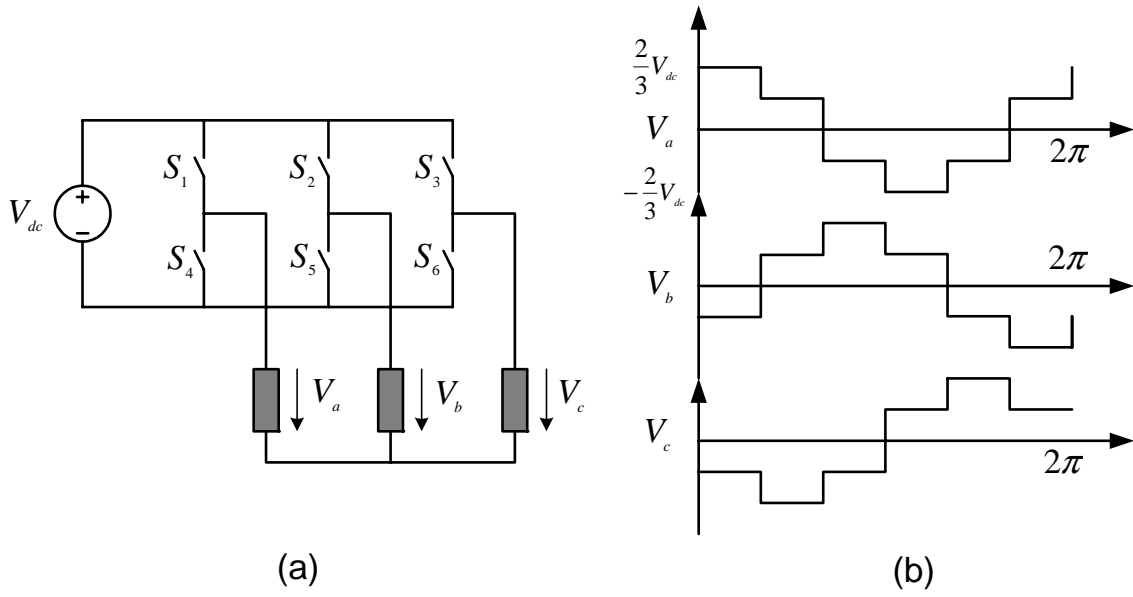 V_dc
S_1
S_2
S_3
S_4
S_5
S_6
+
−
V_a
V_b
V_c
(a)
2/3 V_dc
V_a
2π
−2/3 V_dc
2π
V_b
V_c
2π
(b)